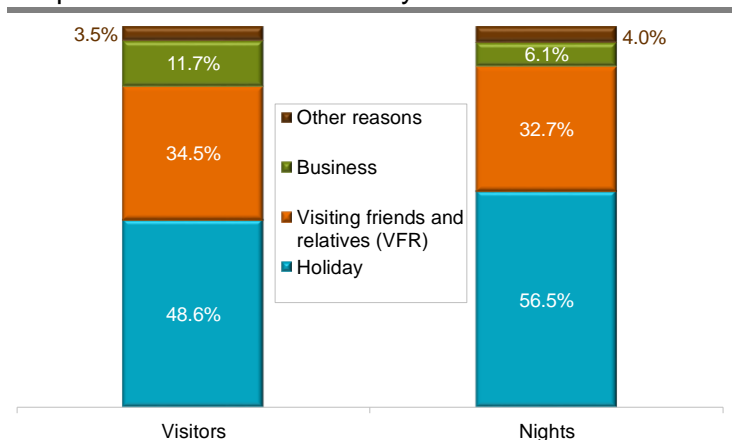 3.5%
11.7%
34.5%
48.6%
Other reasons
Business
Visiting friends and
relatives (VFR)
Holiday
4.0%
6.1%
32.7%
56.5%
Visitors
Nights